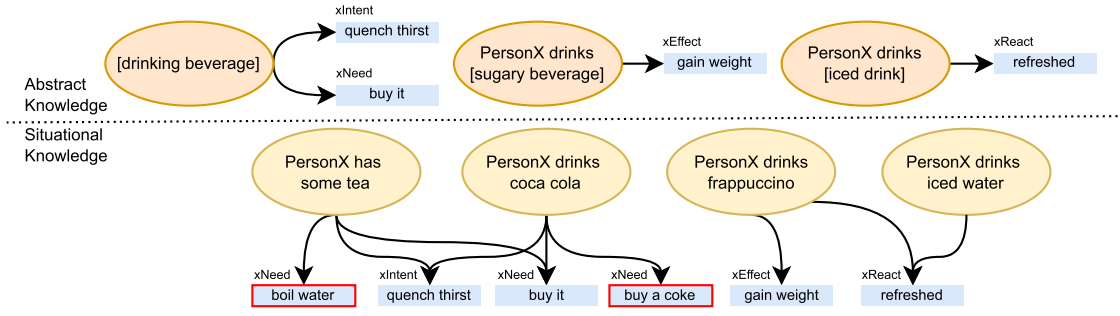 xIntent
quench thirst
[drinking beverage]
xNeed
buy it
PersonX drinks
[sugary beverage]
xEffect
gain weight
PersonX drinks
[iced drink]
xReact
refreshed
Abstract
Knowledge
Situational
Knowledge
PersonX has
some tea
PersonX drinks
coca cola
PersonX drinks
frappuccino
PersonX drinks
iced water
xNeed
boil water
xIntent
quench thirst
xNeed
buy it
xNeed
buy a coke
xEffect
gain weight
xReact
refreshed